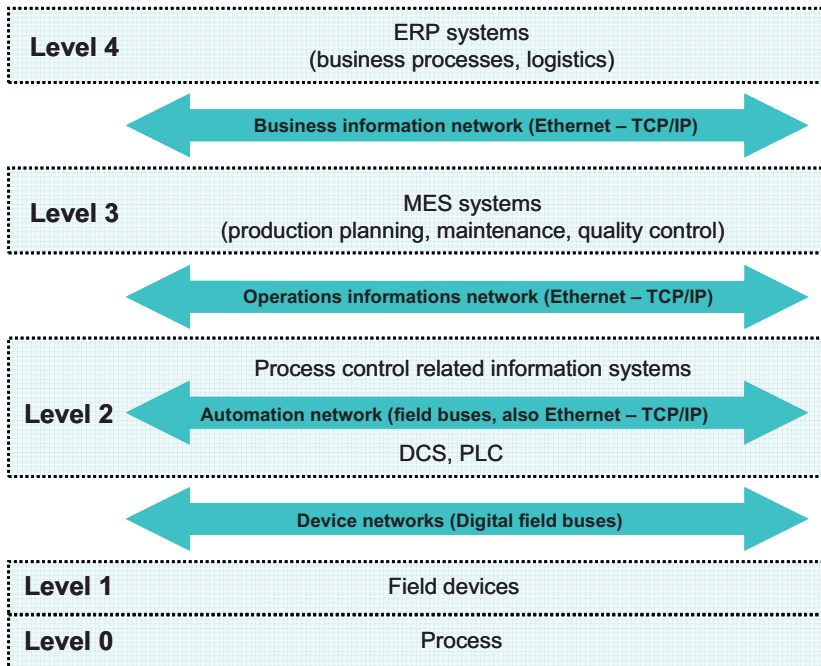 Level 4
ERP systems
(business processes, logistics)
Business information network (Ethernet – TCP/IP)
Level 3
MES systems
(production planning, maintenance, quality control)
Operations informations network (Ethernet – TCP/IP)
Process control related information systems
Level 2
Automation network (field buses, also Ethernet – TCP/IP)
DCS, PLC
Device networks (Digital field buses)
Level 1
Field devices
Level 0
Process